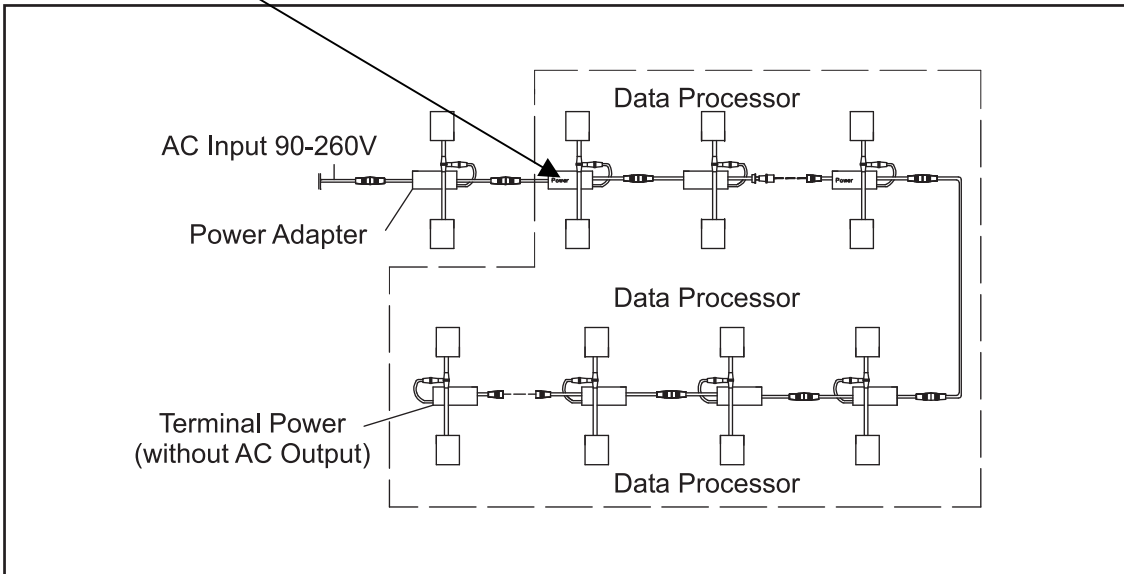 Data Processor
AC Input 90-260V
Power
Power
Power Adapter
Data Processor
Terminal Power
(without AC Output)
Data Processor